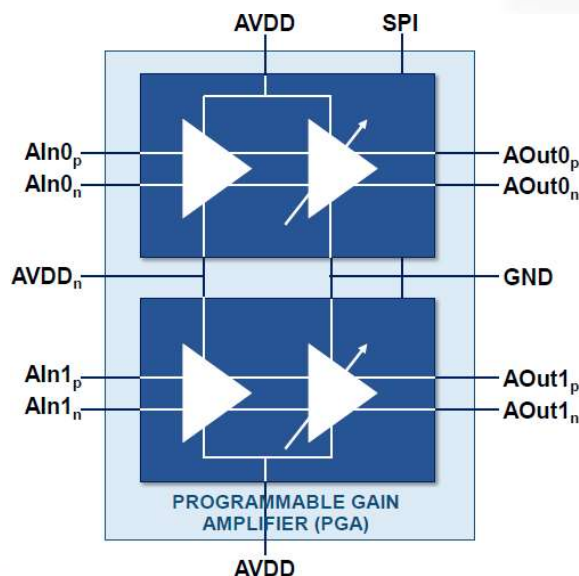 AVDD SPI
AIn0p AOut0p
AIn0n AOut0n
AVDDn GND
AIn1p AOut1p
AIn1n AOut1n
PROGRAMMABLE GAIN
AMPLIFIER (PGA)
AVDD